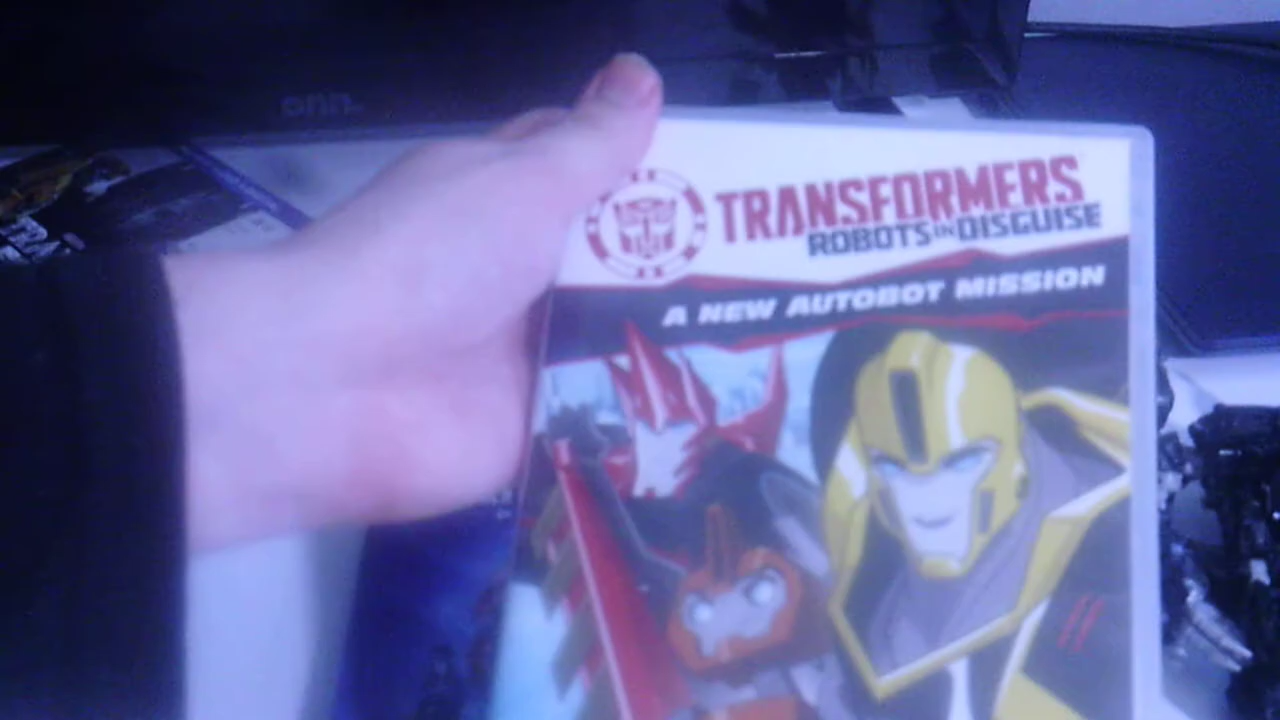 onn.
TRANSFORMERS
ROBOTS IN DISGUISE
A NEW AUTOBOT MISSION